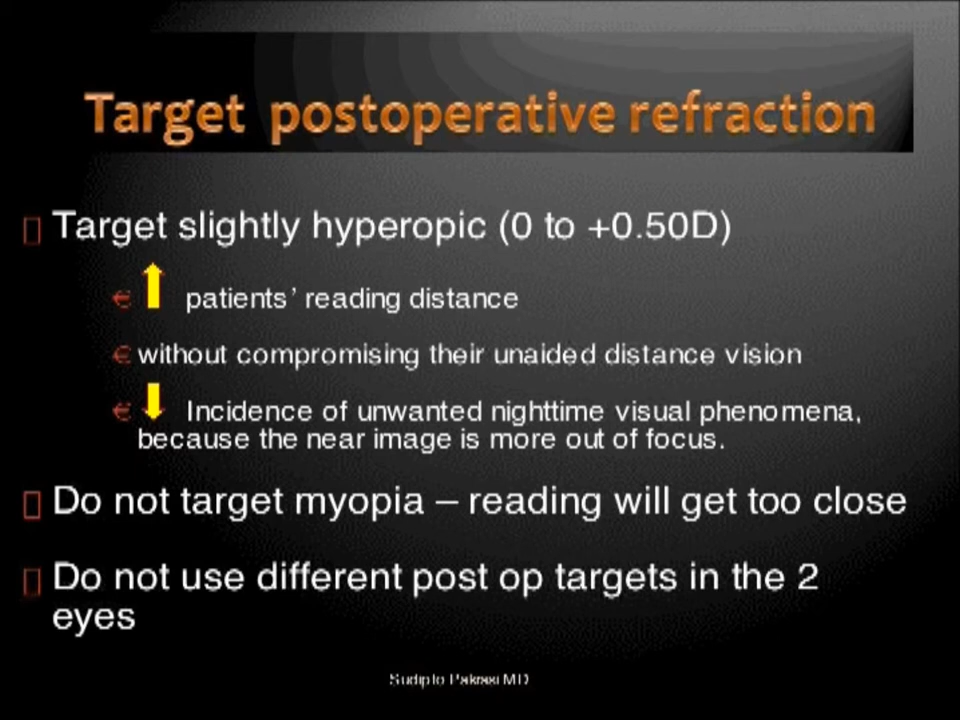 Target postoperative refraction
Target slightly hyperopic (0 to +0.50D)
€ patients’ reading distance
€ without compromising their unaided distance vision
€ Incidence of unwanted nighttime visual phenomena,
because the near image is more out of focus.
Do not target myopia – reading will get too close
Do not use different post op targets in the 2
eyes
Sudipto Pakrasi MD